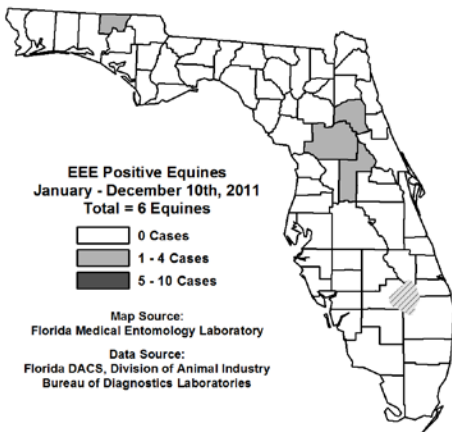 EEE Positive Equines
January - December 10th, 2011
Total = 6 Equines
0 Cases
1 - 4 Cases
5 - 10 Cases
Map Source:
Florida Medical Entomology Laboratory
Data Source:
Florida DACS, Division of Animal Industry
Bureau of Diagnostics Laboratories